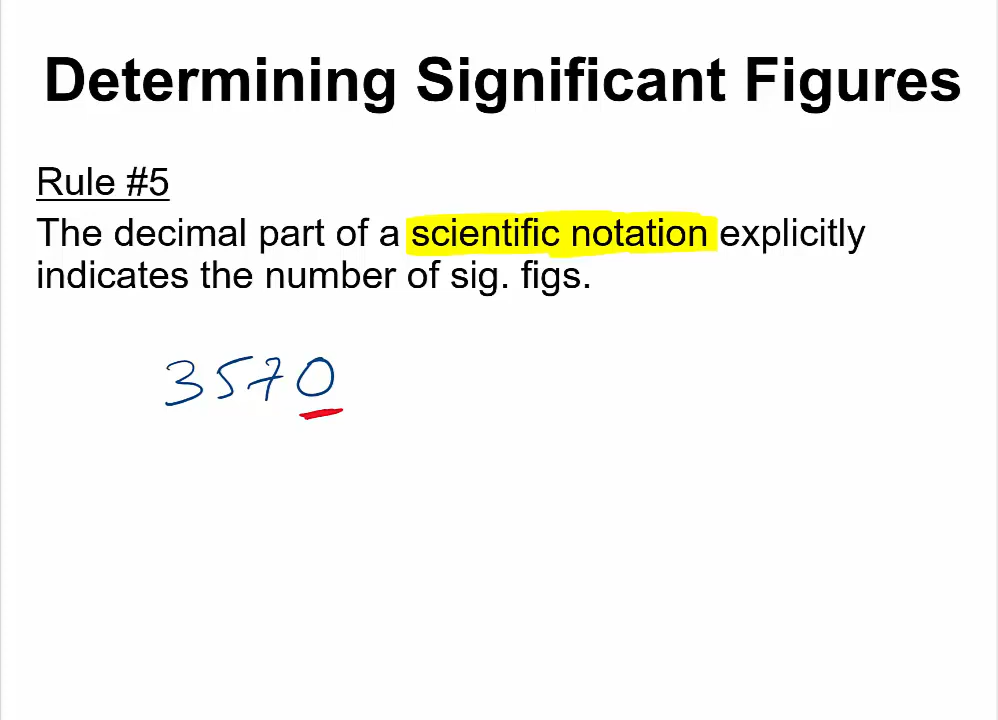 Determining Significant Figures
Rule #5
The decimal part of a scientific notation explicitly
indicates the number of sig. figs.
3570